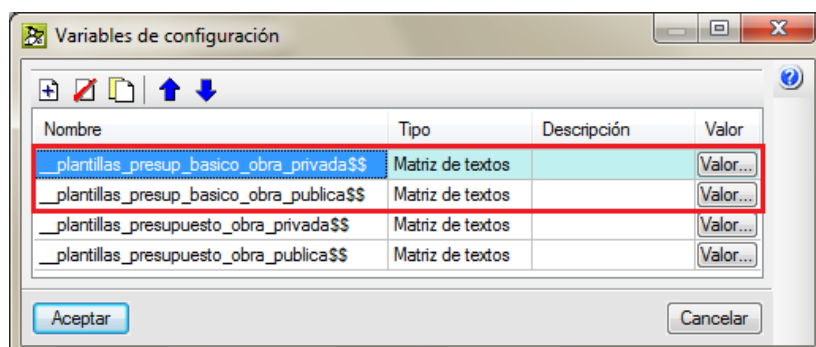 Variables de configuración
Nombre Tipo Descripción Valor
__plantillas_presup_basico_obra_privada$$ Matriz de textos Valor...
__plantillas_presup_basico_obra_publica$$ Matriz de textos Valor...
__plantillas_presupuesto_obra_privada$$ Matriz de textos Valor...
__plantillas_presupuesto_obra_publica$$ Matriz de textos Valor...
Aceptar Cancelar